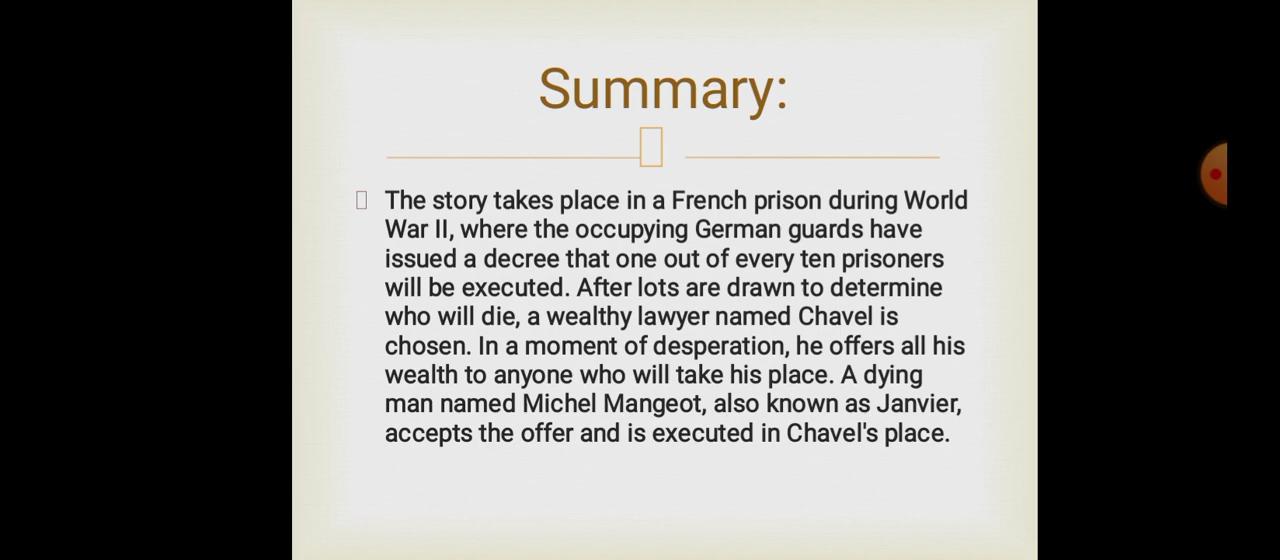 Summary:
The story takes place in a French prison during World
War II, where the occupying German guards have
issued a decree that one out of every ten prisoners
will be executed. After lots are drawn to determine
who will die, a wealthy lawyer named Chavel is
chosen. In a moment of desperation, he offers all his
wealth to anyone who will take his place. A dying
man named Michel Mangeot, also known as Janvier,
accepts the offer and is executed in Chavel's place.